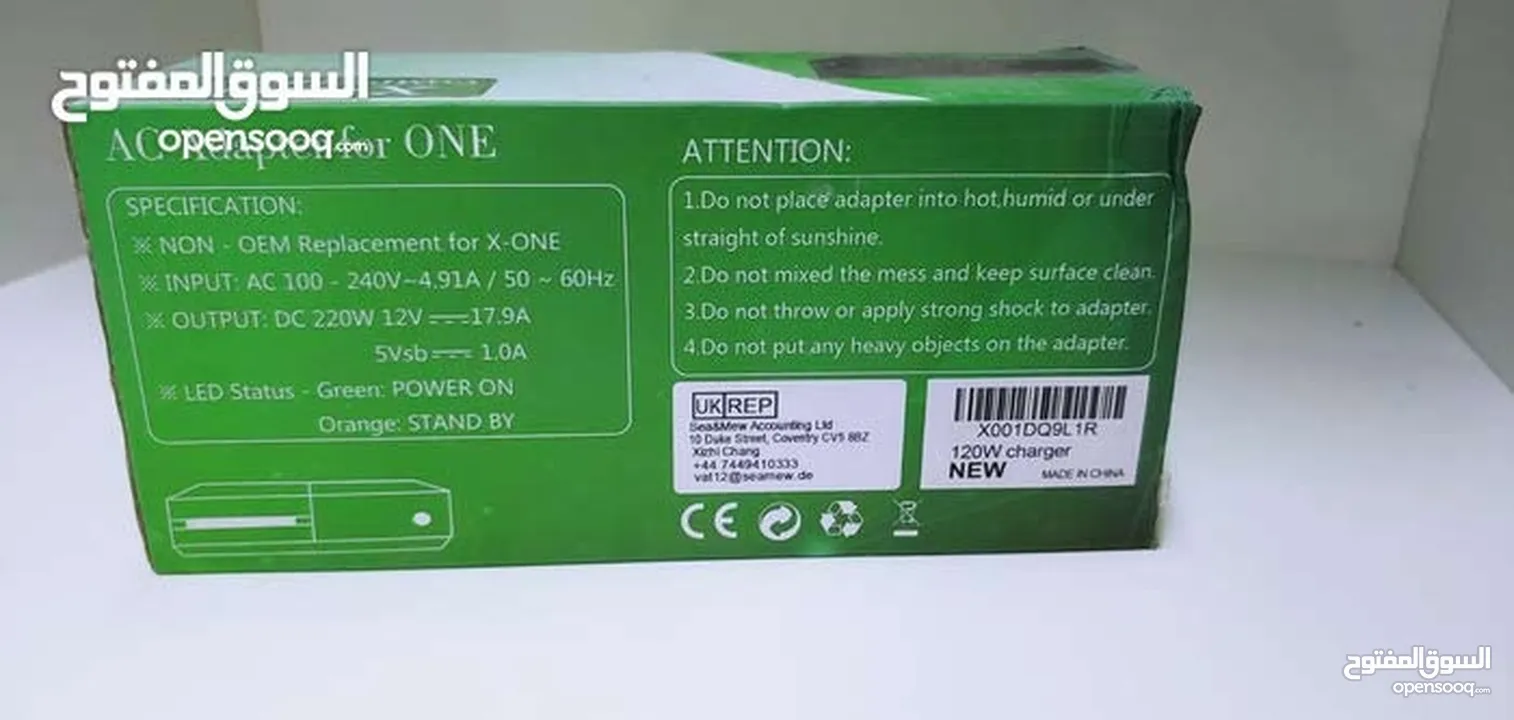 السوق المفتوح
opensooq.com
AC Adapter for ONE
SPECIFICATION:
※ NON - OEM Replacement for X-ONE
※ INPUT: AC 100 - 240V~4.91A / 50 ~ 60Hz
※ OUTPUT: DC 220W 12V ⎓ 17.9A
5Vsb ⎓ 1.0A
※ LED Status - Green: POWER ON
Orange: STAND BY
ATTENTION:
1.Do not place adapter into hot,humid or under
straight of sunshine.
2.Do not mixed the mess and keep surface clean.
3.Do not throw or apply strong shock to adapter.
4.Do not put any heavy objects on the adapter.
UK REP
Sea&Mew Accounting Ltd
10 Duke Street, Coventry CV5 8BZ
Xizhi Chang
+44 7449410333
vat12@seamew.de
X001DQ9L1R
120W charger
NEW MADE IN CHINA
CE
السوق المفتوح
opensooq.com